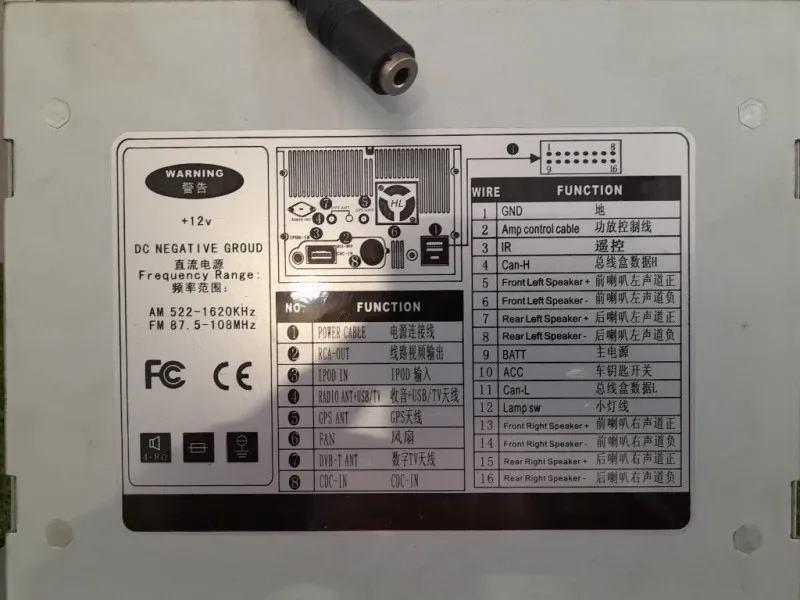 WARNING
警告
+12v
DC NEGATIVE GROUD
直流电源
Frequency Range:
频率范围:
AM 522-1620KHz
FM 87.5-108MHz
FC CE
4-8Ω
HL
1 8
9 16
NO. FUNCTION
1 POWER CABLE 电源连接线
2 RCA-OUT 线路视频输出
3 IPOD IN IPOD 输入
4 RADIO ANT+USB/TV 收音+USB/TV天线
5 GPS ANT GPS天线
6 FAN 风扇
7 DVB-T ANT 数字TV天线
8 CDC-IN CDC-IN
WIRE FUNCTION
1 GND 地
2 Amp control cable 功放控制线
3 IR 遥控
4 Can-H 总线盒数据H
5 Front Left Speaker + 前喇叭左声道正
6 Front Left Speaker - 前喇叭左声道负
7 Rear Left Speaker + 后喇叭左声道正
8 Rear Left Speaker - 后喇叭左声道负
9 BATT 主电源
10 ACC 车钥匙开关
11 Can-L 总线盒数据L
12 Lamp sw 小灯线
13 Front Right Speaker + 前喇叭右声道正
14 Front Right Speaker - 前喇叭右声道负
15 Rear Right Speaker + 后喇叭右声道正
16 Rear Right Speaker - 后喇叭右声道负